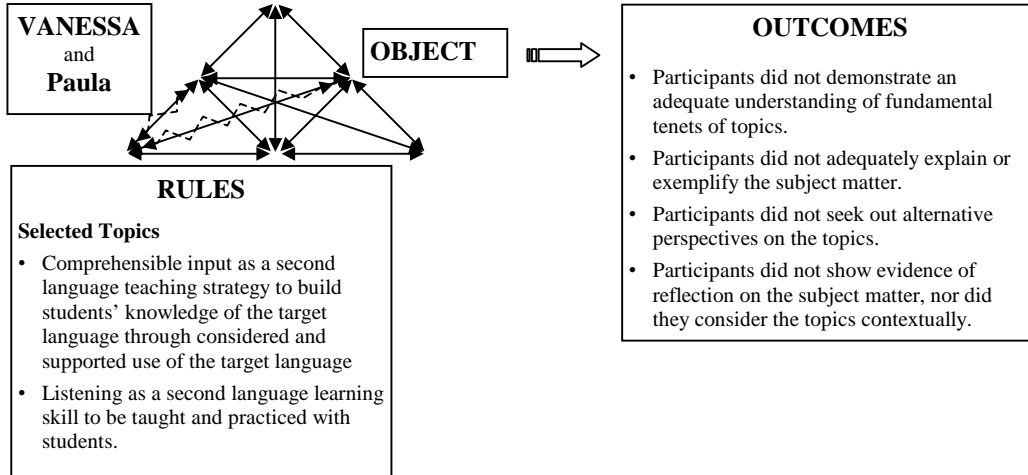 VANESSA
and
Paula
OBJECT
RULES
Selected Topics
• Comprehensible input as a second
language teaching strategy to build
students’ knowledge of the target
language through considered and
supported use of the target language
• Listening as a second language learning
skill to be taught and practiced with
students.
OUTCOMES
• Participants did not demonstrate an
adequate understanding of fundamental
tenets of topics.
• Participants did not adequately explain or
exemplify the subject matter.
• Participants did not seek out alternative
perspectives on the topics.
• Participants did not show evidence of
reflection on the subject matter, nor did
they consider the topics contextually.